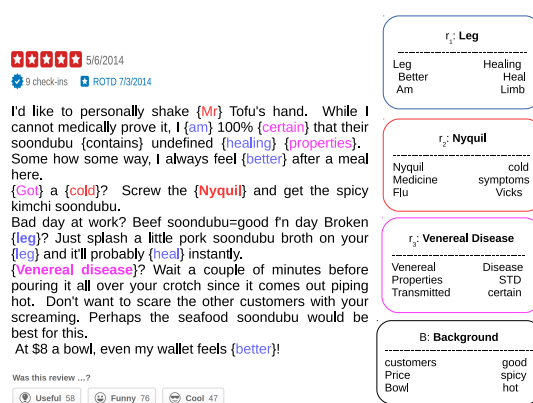 5/6/2014
9 check-ins ROTD 7/3/2014
I'd like to personally shake {Mr} Tofu's hand. While I
cannot medically prove it, I {am} 100% {certain} that their
soondubu {contains} undefined {healing} {properties}.
Some how some way, I always feel {better} after a meal
here.
{Got} a {cold}? Screw the {Nyquil} and get the spicy
kimchi soondubu.
Bad day at work? Beef soondubu=good f'n day Broken
{leg}? Just splash a little pork soondubu broth on your
{leg} and it'll probably {heal} instantly.
{Venereal disease}? Wait a couple of minutes before
pouring it all over your crotch since it comes out piping
hot. Don't want to scare the other customers with your
screaming. Perhaps the seafood soondubu would be
best for this.
At $8 a bowl, even my wallet feels {better}!
Was this review ...?
Useful 58 Funny 76 Cool 47
r1: Leg
Leg Healing
Better Heal
Am Limb
r2: Nyquil
Nyquil cold
Medicine symptoms
Flu Vicks
r3: Venereal Disease
Venereal Disease
Properties STD
Transmitted certain
B: Background
customers good
Price spicy
Bowl hot